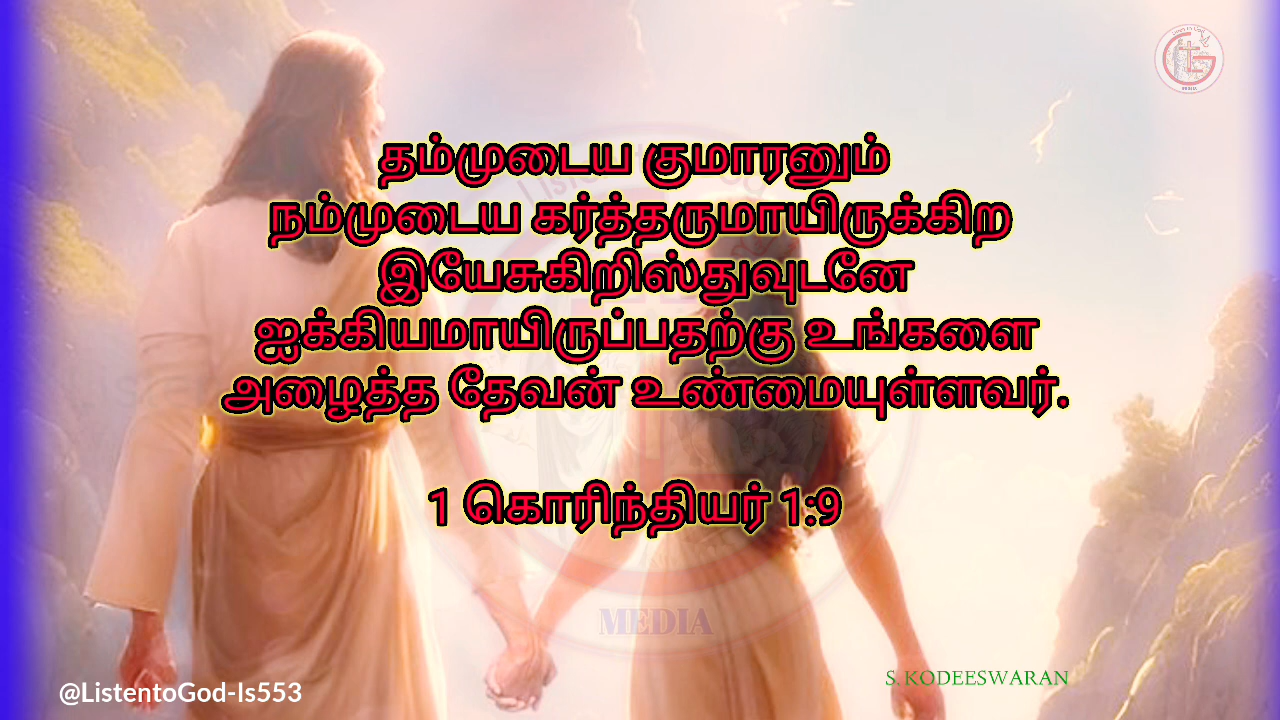 தம்முடைய குமாரனும்
நம்முடைய கர்த்தருமாயிருக்கிற
இயேசுகிறிஸ்துவுடனே
ஐக்கியமாயிருப்பதற்கு உங்களை
அழைத்த தேவன் உண்மையுள்ளவர்.
1 கொரிந்தியர் 1:9
MEDIA
@ListentoGod-Is553
S. KODEESWARAN